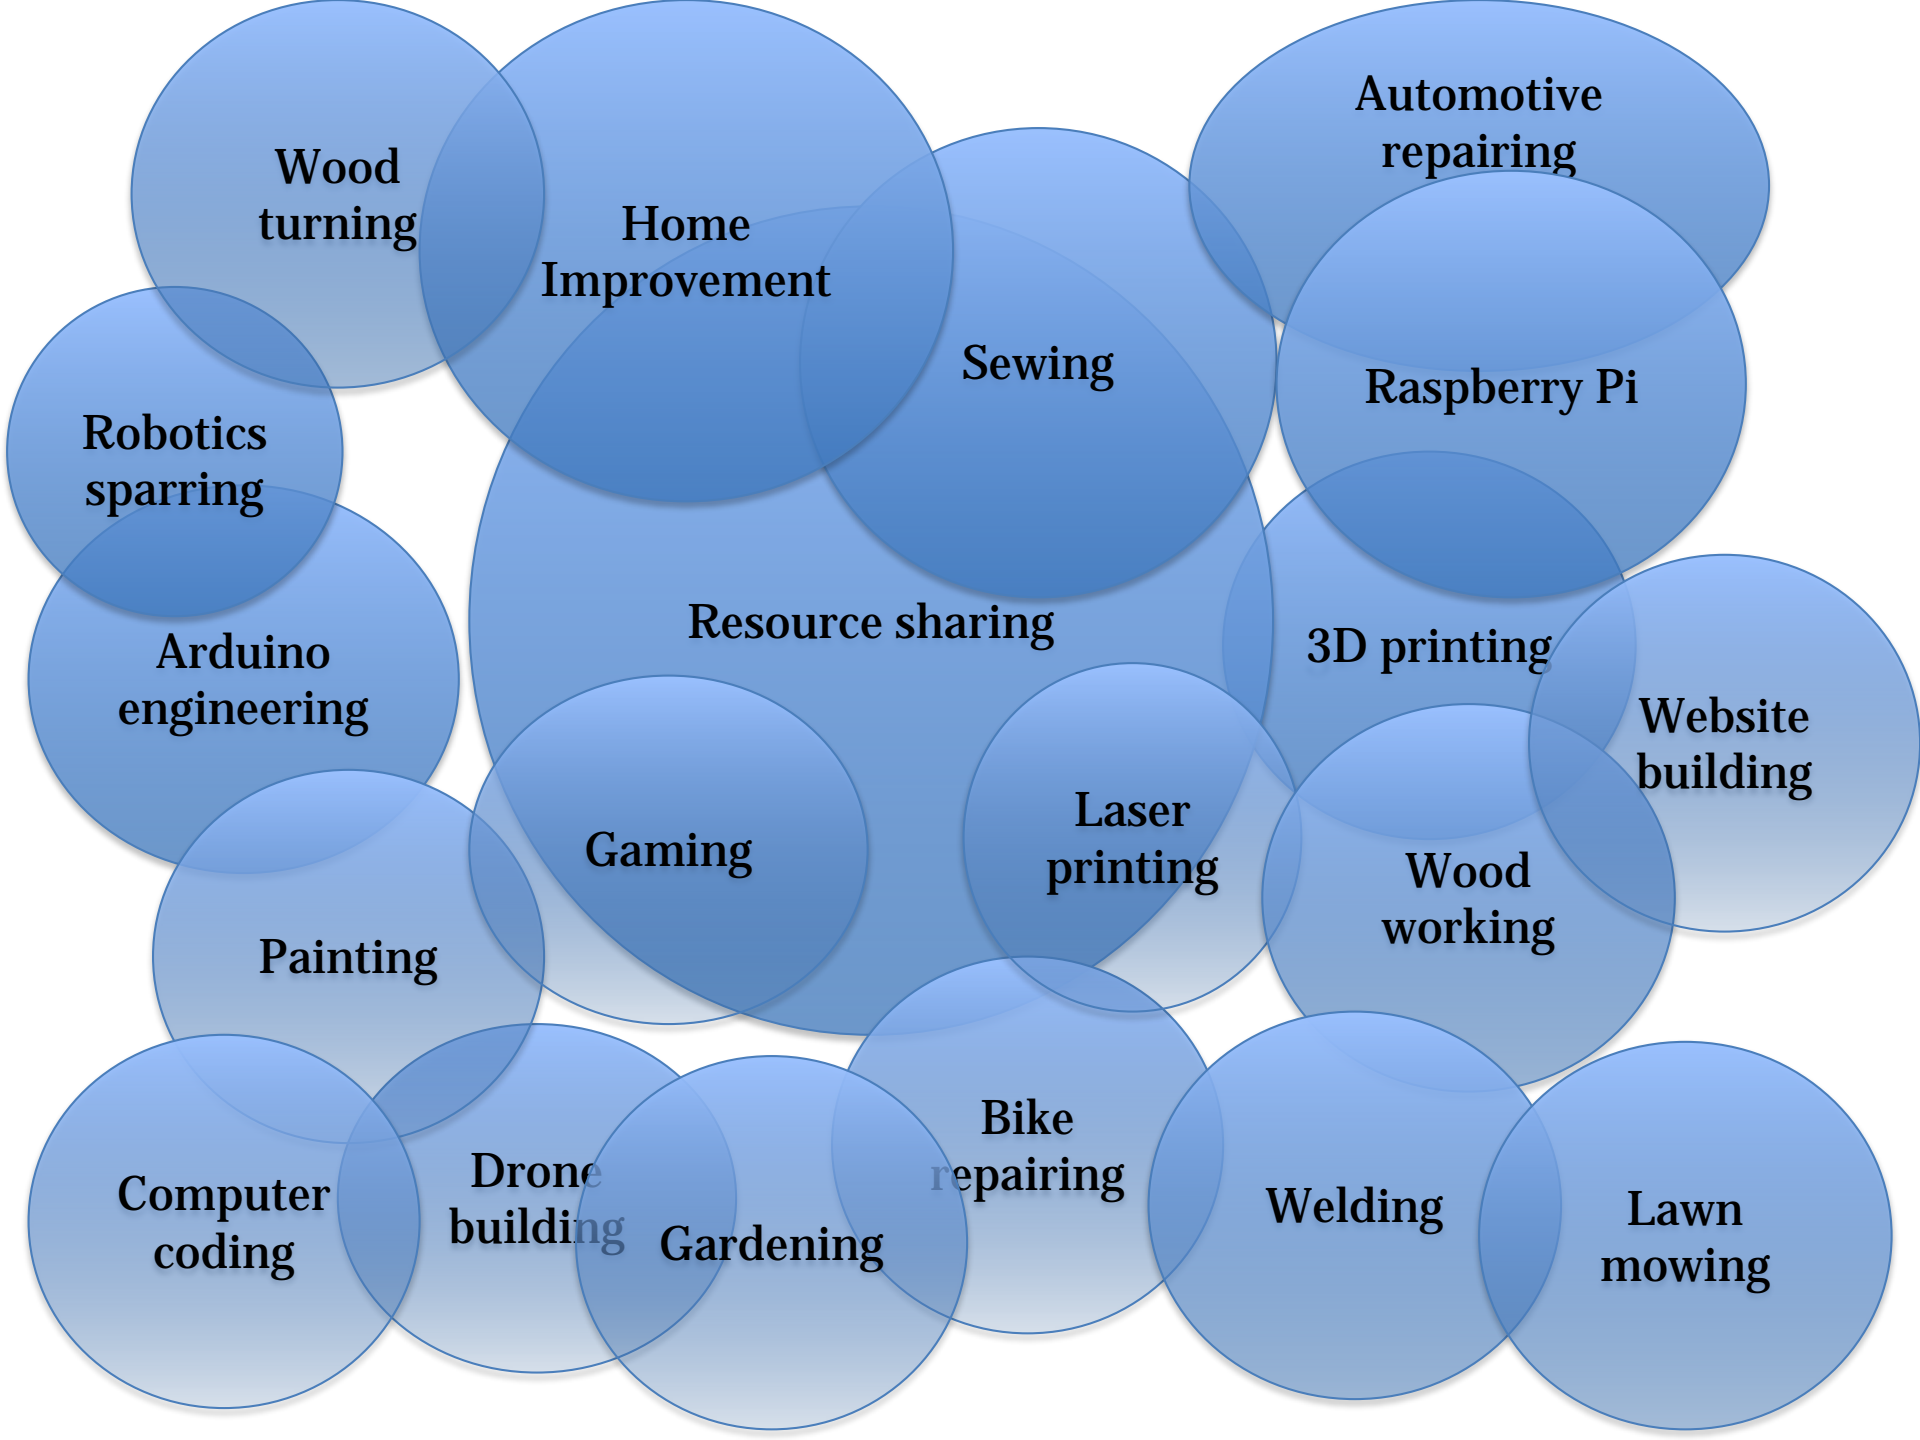 Wood
turning
Home
Improvement
Automotive
repairing
Sewing
Raspberry Pi
Robotics
sparring
Resource sharing
3D printing
Arduino
engineering
Website
building
Gaming
Laser
printing
Wood
working
Painting
Computer
coding
Drone
building
Gardening
Bike
repairing
Welding
Lawn
mowing